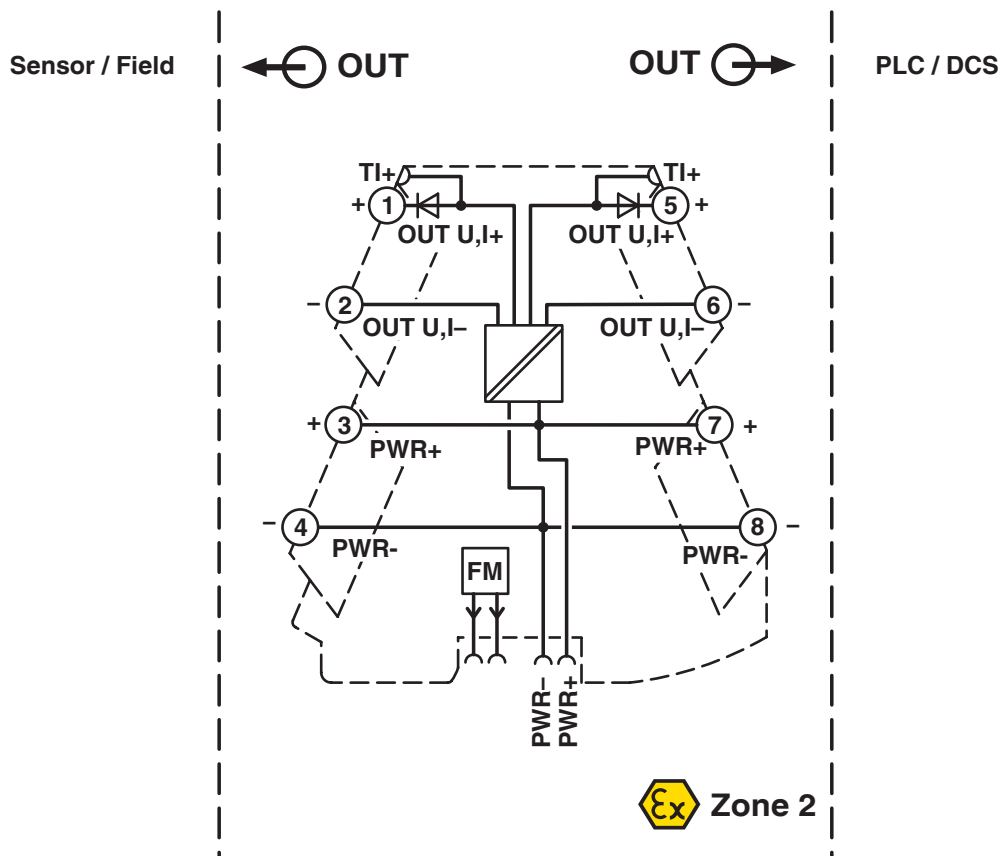 Sensor / Field
OUT
OUT
PLC / DCS
TI+
TI+
+
1
5
+
OUT U,I+
OUT U,I+
–
2
6
–
OUT U,I–
OUT U,I–
+
3
7
+
PWR+
PWR+
–
4
8
–
PWR-
PWR-
FM
PWR–
PWR+
Ex
Zone 2